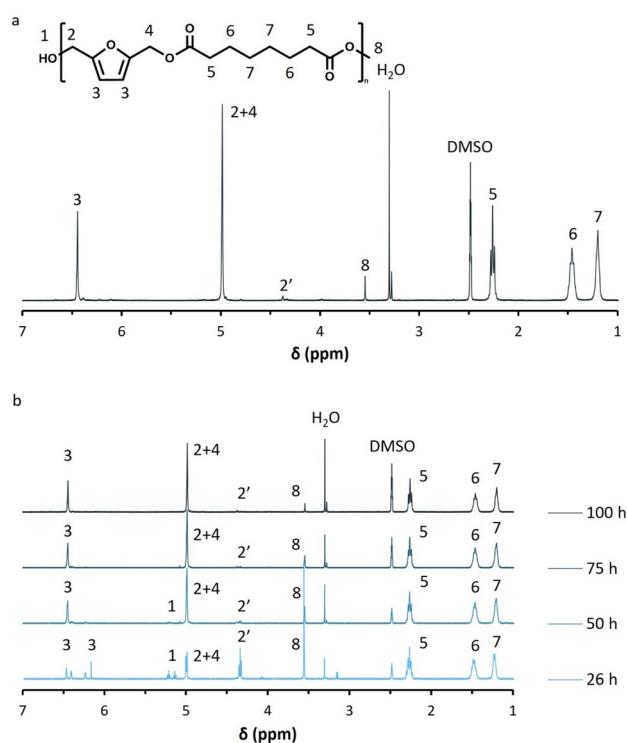 a
1 2 4 O 6 7 5
HO O O O 8
3 3 5 7 6 O n
H₂O
2+4
DMSO
3 5
6 7
8
2'
7 6 5 4 3 2 1
δ (ppm)
b
H₂O
3 2+4 DMSO
2' 8 5 6 7
100 h
3 2+4 2' 8 5 6 7
75 h
3 1 2+4 2' 8 5 6 7
50 h
3 3 1 2+4 2' 8 5 6 7
26 h
7 6 5 4 3 2 1
δ (ppm)